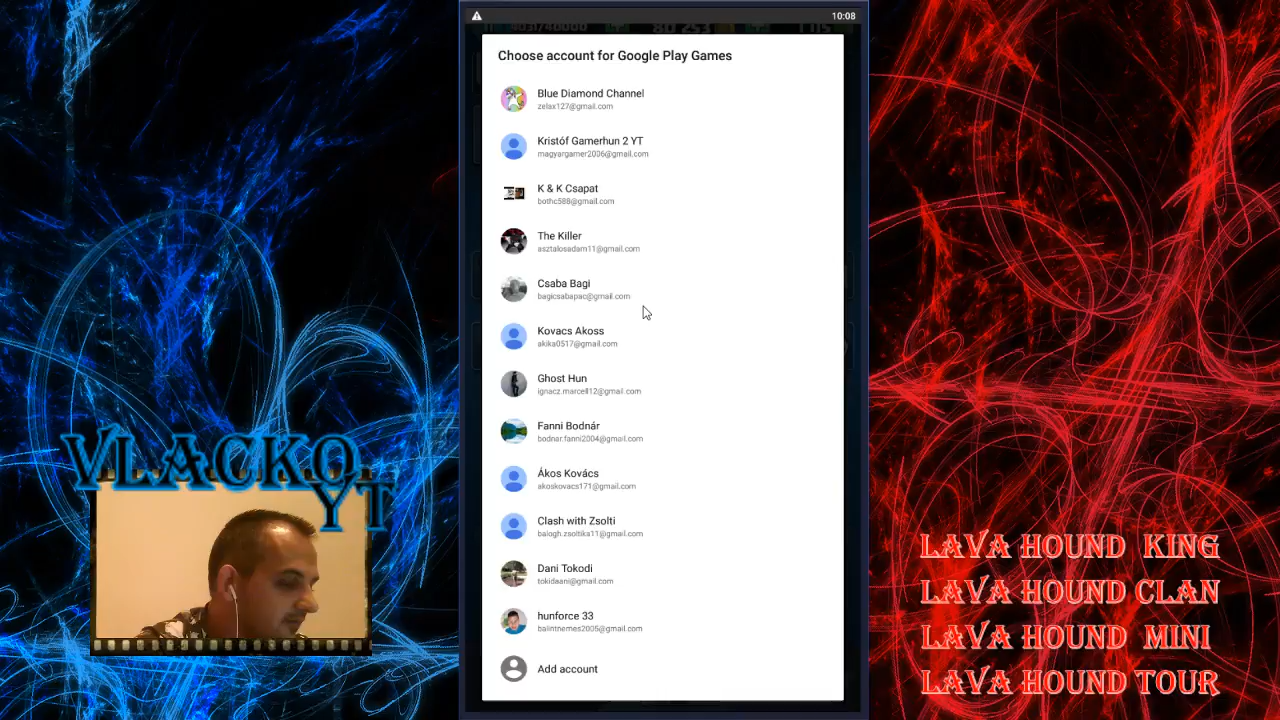 10:08
Choose account for Google Play Games
Blue Diamond Channel
zelax127@gmail.com
Kristóf Gamerhun 2 YT
magyargamer2006@gmail.com
K & K Csapat
bothc588@gmail.com
The Killer
asztalosadam11@gmail.com
Csaba Bagi
bagicsabapac@gmail.com
Kovacs Akoss
akika0517@gmail.com
Ghost Hun
ignacz.marcell12@gmail.com
Fanni Bodnár
bodnar.fanni2004@gmail.com
Ákos Kovács
akoskovacs171@gmail.com
Clash with Zsolti
balogh.zsoltika11@gmail.com
Dani Tokodi
tokidaani@gmail.com
hunforce 33
balintnemes2005@gmail.com
Add account
VLACKO
YT
LAVA HOUND KING
LAVA HOUND CLAN
LAVA HOUND MINI
LAVA HOUND TOUR